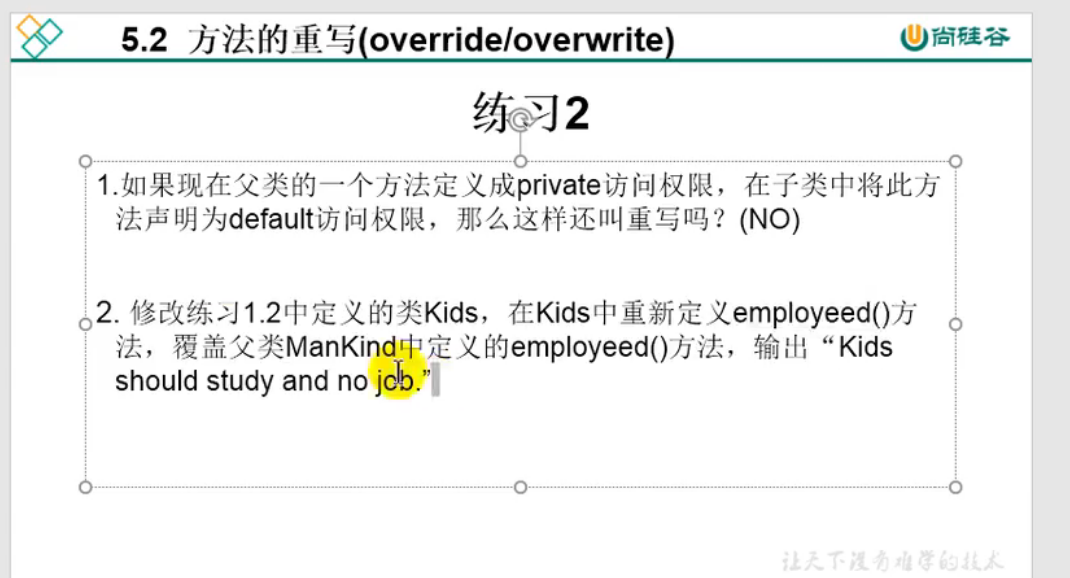 5.2 方法的重写(override/overwrite)
尚硅谷
练习2
1.如果现在父类的一个方法定义成private访问权限，在子类中将此方
法声明为default访问权限，那么这样还叫重写吗？(NO)
2. 修改练习1.2中定义的类Kids，在Kids中重新定义employeed()方
法，覆盖父类ManKind中定义的employeed()方法，输出“Kids
should study and no job.”
让天下没有难学的技术